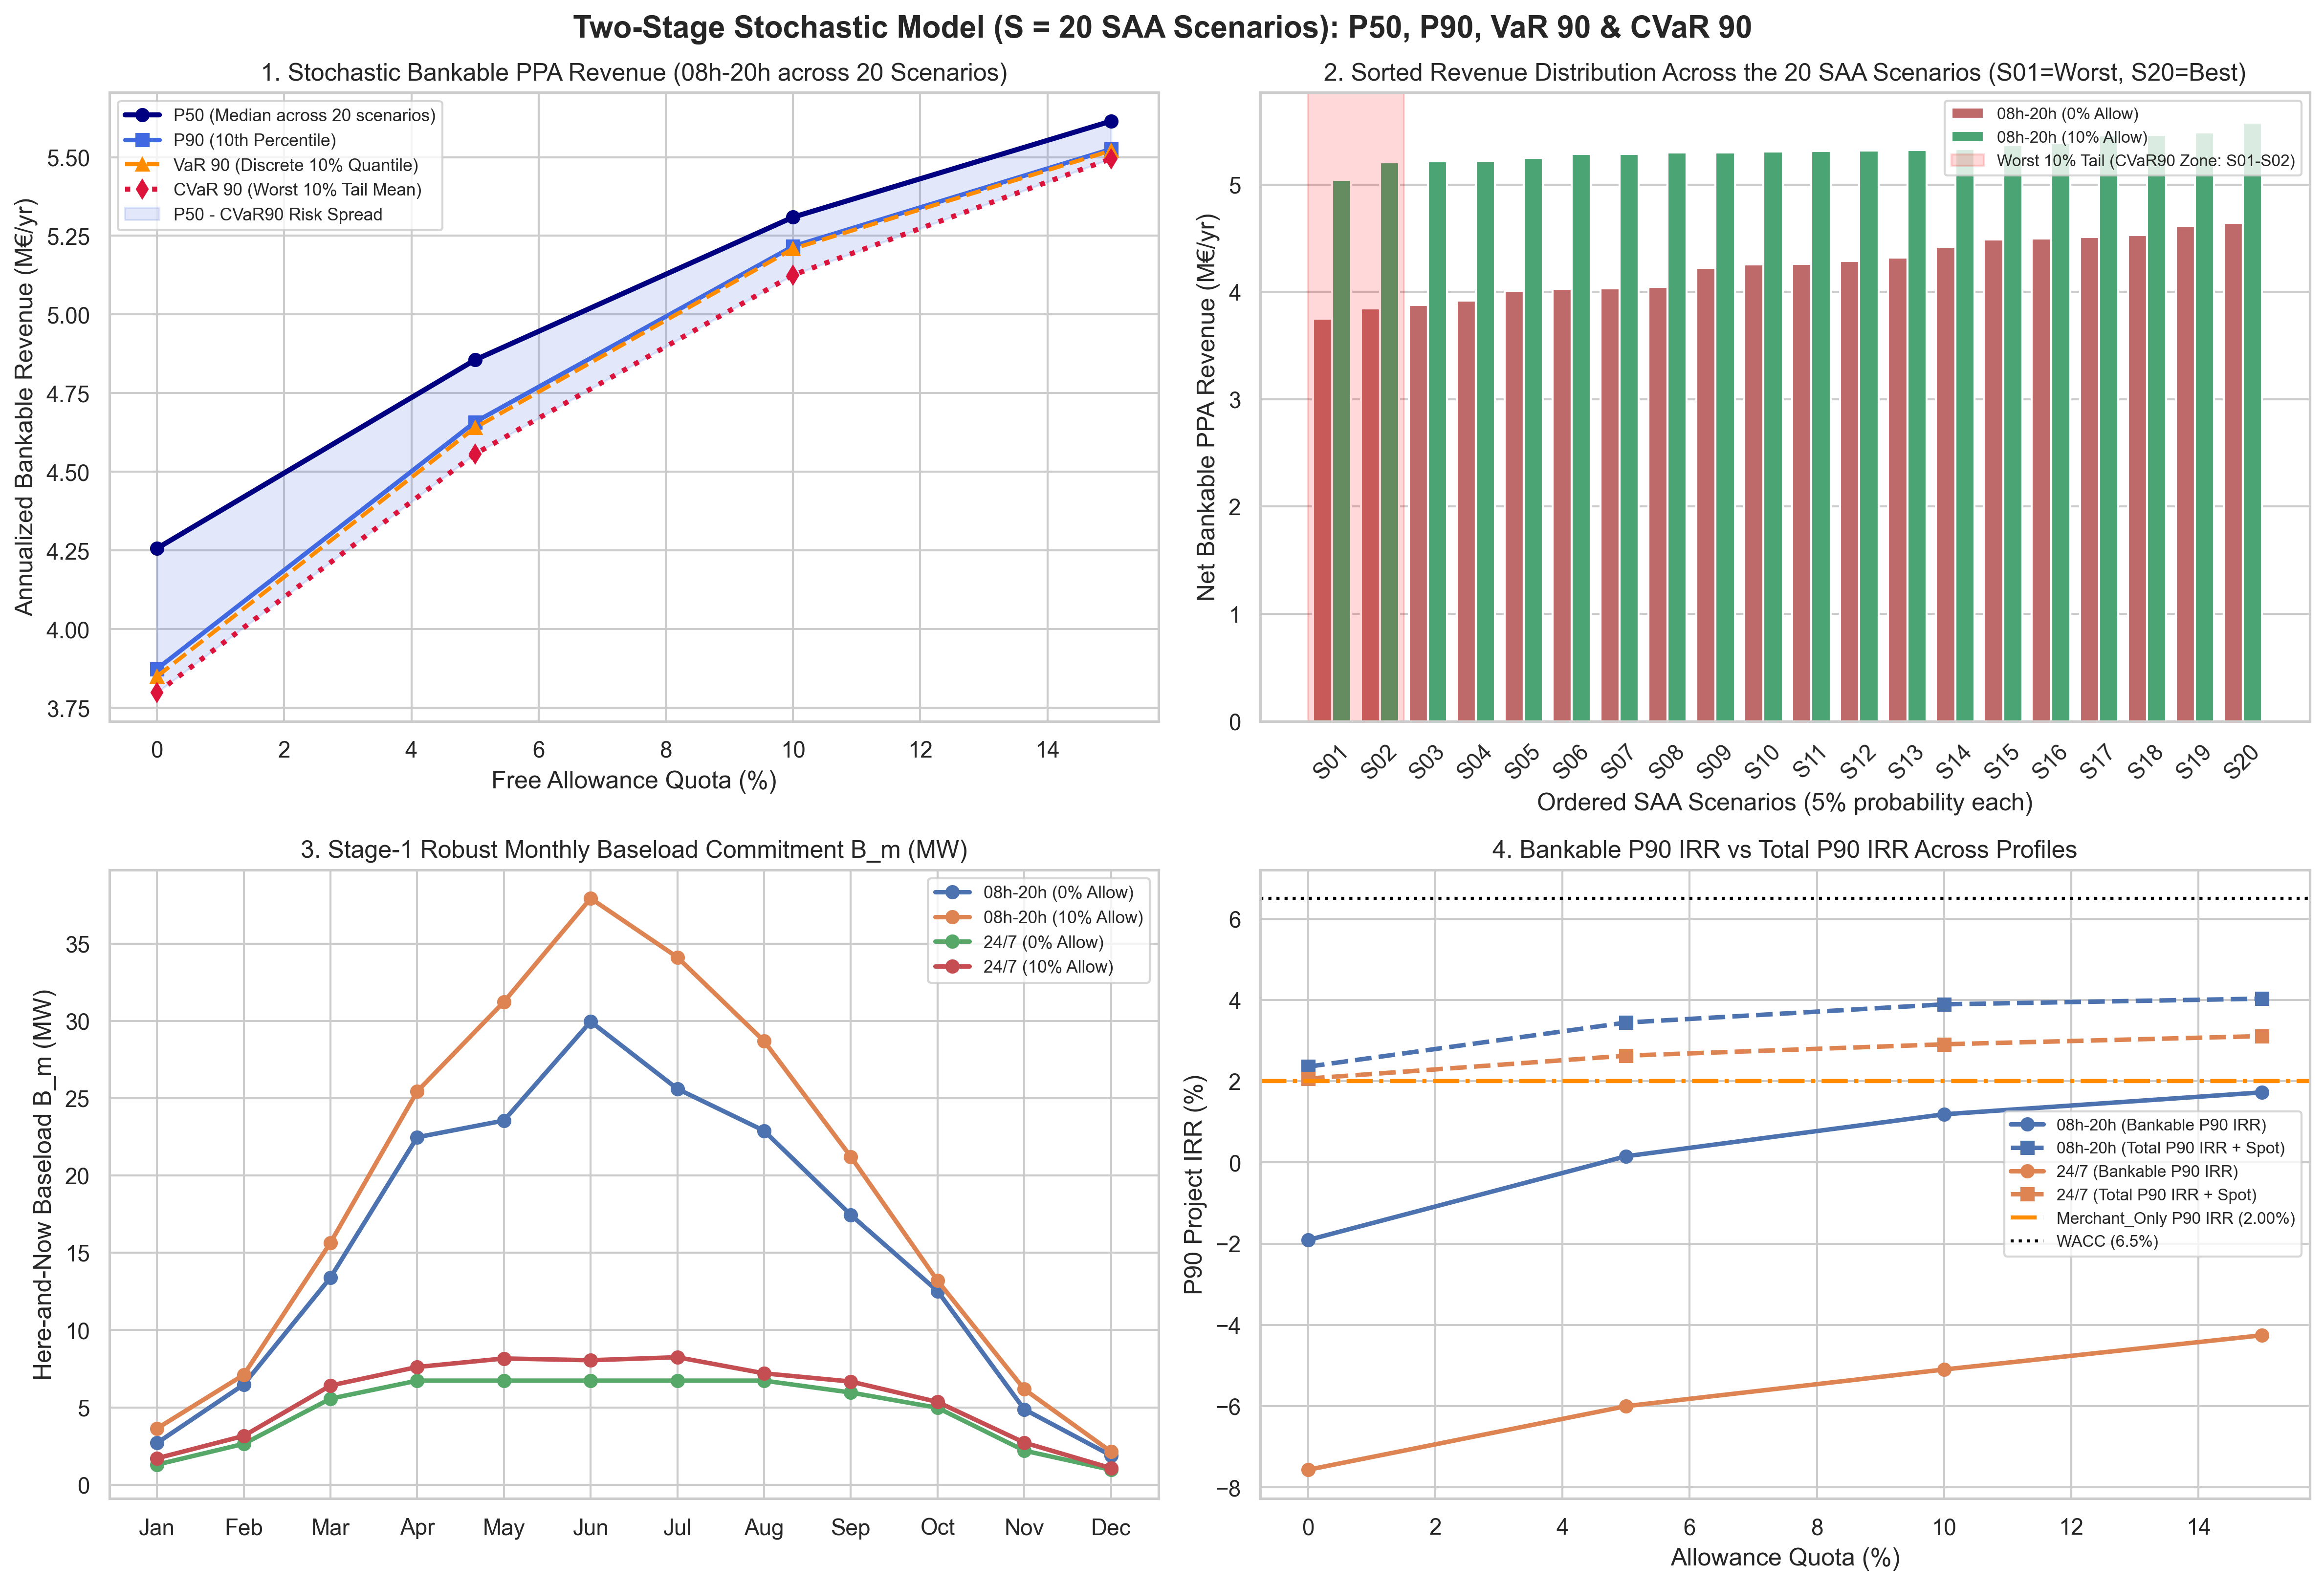 Two-Stage Stochastic Model (S = 20 SAA Scenarios): P50, P90, VaR 90 & CVaR 90
1. Stochastic Bankable PPA Revenue (08h-20h across 20 Scenarios)
P50 (Median across 20 scenarios)
P90 (10th Percentile)
VaR 90 (Discrete 10% Quantile)
CVaR 90 (Worst 10% Tail Mean)
P50 - CVaR90 Risk Spread
Annualized Bankable Revenue (M€/yr)
5.50
5.25
5.00
4.75
4.50
4.25
4.00
3.75
0 2 4 6 8 10 12 14
Free Allowance Quota (%)
2. Sorted Revenue Distribution Across the 20 SAA Scenarios (S01=Worst, S20=Best)
08h-20h (0% Allow)
08h-20h (10% Allow)
Worst 10% Tail (CVaR90 Zone: S01-S02)
Net Bankable PPA Revenue (M€/yr)
5
4
3
2
1
0
S01 S02 S03 S04 S05 S06 S07 S08 S09 S10 S11 S12 S13 S14 S15 S16 S17 S18 S19 S20
Ordered SAA Scenarios (5% probability each)
3. Stage-1 Robust Monthly Baseload Commitment B_m (MW)
08h-20h (0% Allow)
08h-20h (10% Allow)
24/7 (0% Allow)
24/7 (10% Allow)
Here-and-Now Baseload B_m (MW)
35
30
25
20
15
10
5
0
Jan Feb Mar Apr May Jun Jul Aug Sep Oct Nov Dec
4. Bankable P90 IRR vs Total P90 IRR Across Profiles
08h-20h (Bankable P90 IRR)
08h-20h (Total P90 IRR + Spot)
24/7 (Bankable P90 IRR)
24/7 (Total P90 IRR + Spot)
Merchant_Only P90 IRR (2.00%)
WACC (6.5%)
P90 Project IRR (%)
6
4
2
0
−2
−4
−6
−8
0 2 4 6 8 10 12 14
Allowance Quota (%)